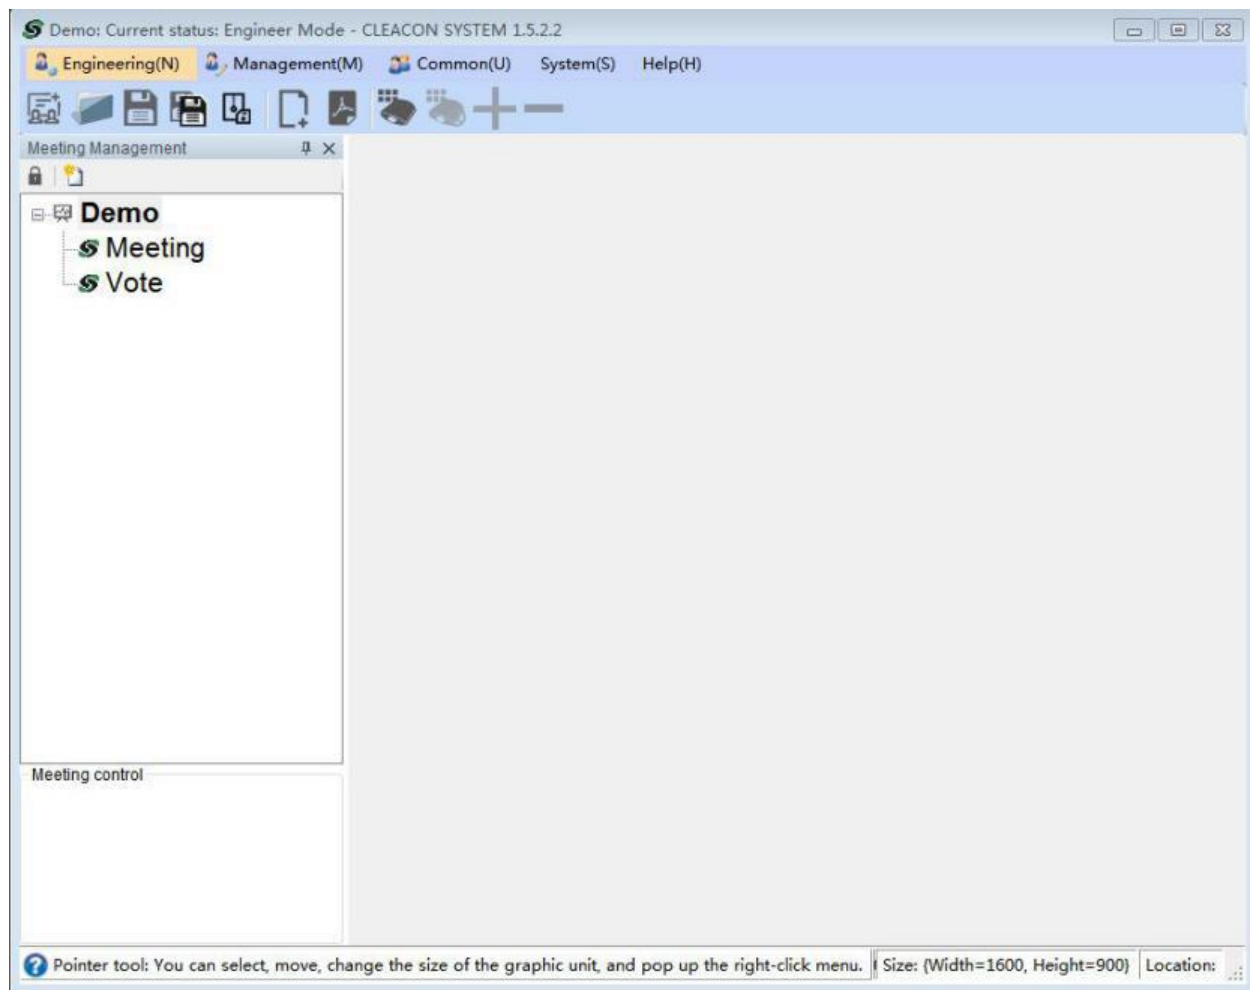 Demo: Current status: Engineer Mode - CLEACON SYSTEM 1.5.2.2
Engineering(N) Management(M) Common(U) System(S) Help(H)
Meeting Management
Demo
Meeting
Vote
Meeting control
Pointer tool: You can select, move, change the size of the graphic unit, and pop up the right-click menu. Size: {Width=1600, Height=900} Location: